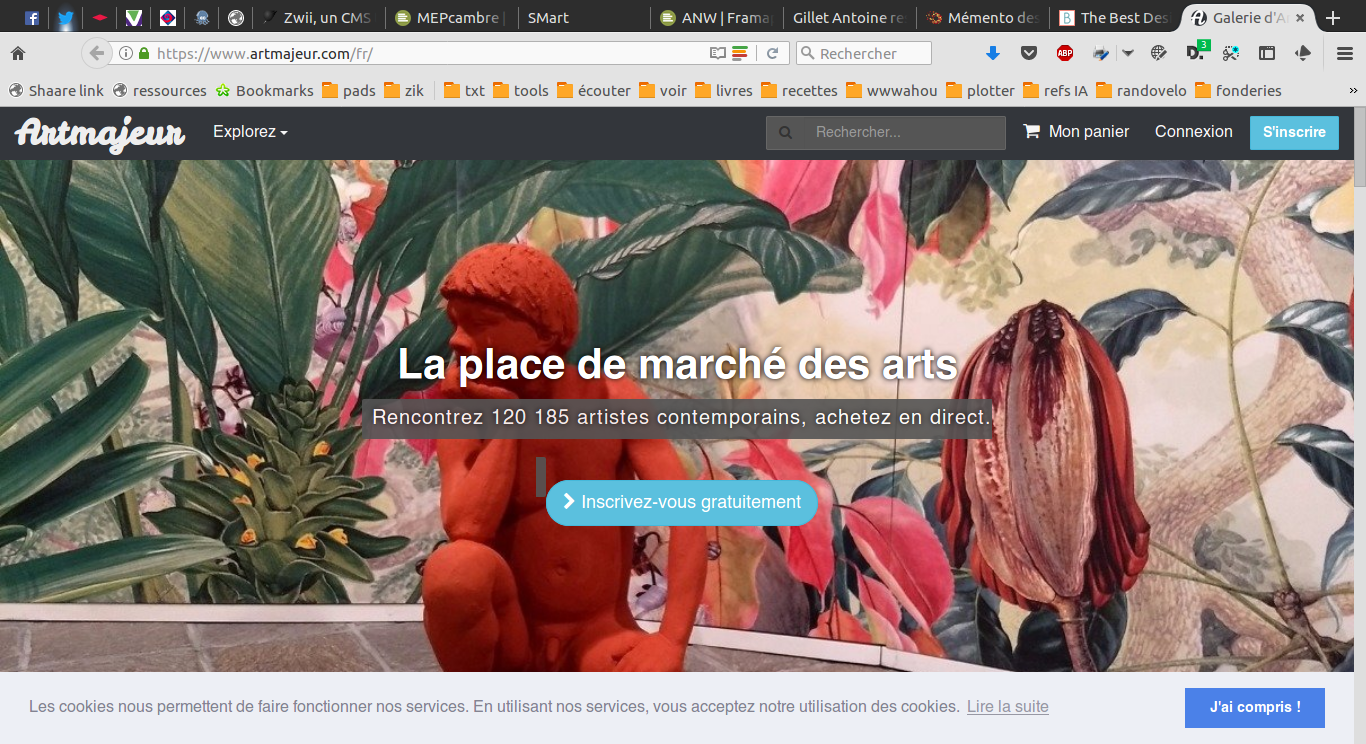 Zwii, un CMS
MEPcambre |
SMart
ANW | Frama
Gillet Antoine re
Mémento des
The Best Des
Galerie d'Ar
https://www.artmajeur.com/fr/
Rechercher
ABP
3
Shaare link
ressources
Bookmarks
pads
zik
txt
tools
écouter
voir
livres
recettes
wwwahou
plotter
refs IA
randovelo
fonderies
»
Artmajeur
Explorez
Rechercher...
Mon panier
Connexion
S'inscrire
La place de marché des arts
Rencontrez 120 185 artistes contemporains, achetez en direct.
Inscrivez-vous gratuitement
Les cookies nous permettent de faire fonctionner nos services. En utilisant nos services, vous acceptez notre utilisation des cookies. Lire la suite
J'ai compris !